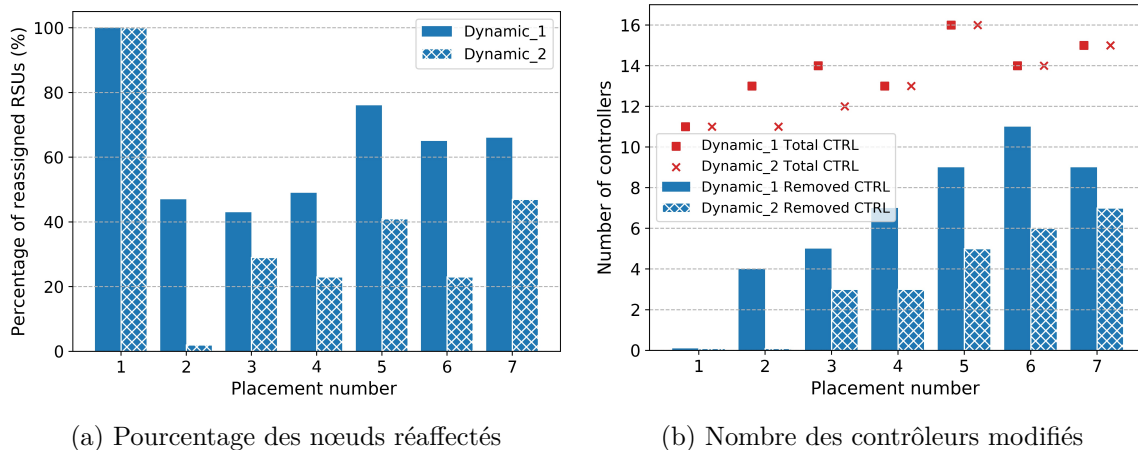 Percentage of reassigned RSUs (%)
100
80
60
40
20
0
Dynamic_1
Dynamic_2
1 2 3 4 5 6 7
Placement number
(a) Pourcentage des nœuds réaffectés
Number of controllers
16
14
12
10
8
6
4
2
0
Dynamic_1 Total CTRL
Dynamic_2 Total CTRL
Dynamic_1 Removed CTRL
Dynamic_2 Removed CTRL
1 2 3 4 5 6 7
Placement number
(b) Nombre des contrôleurs modifiés